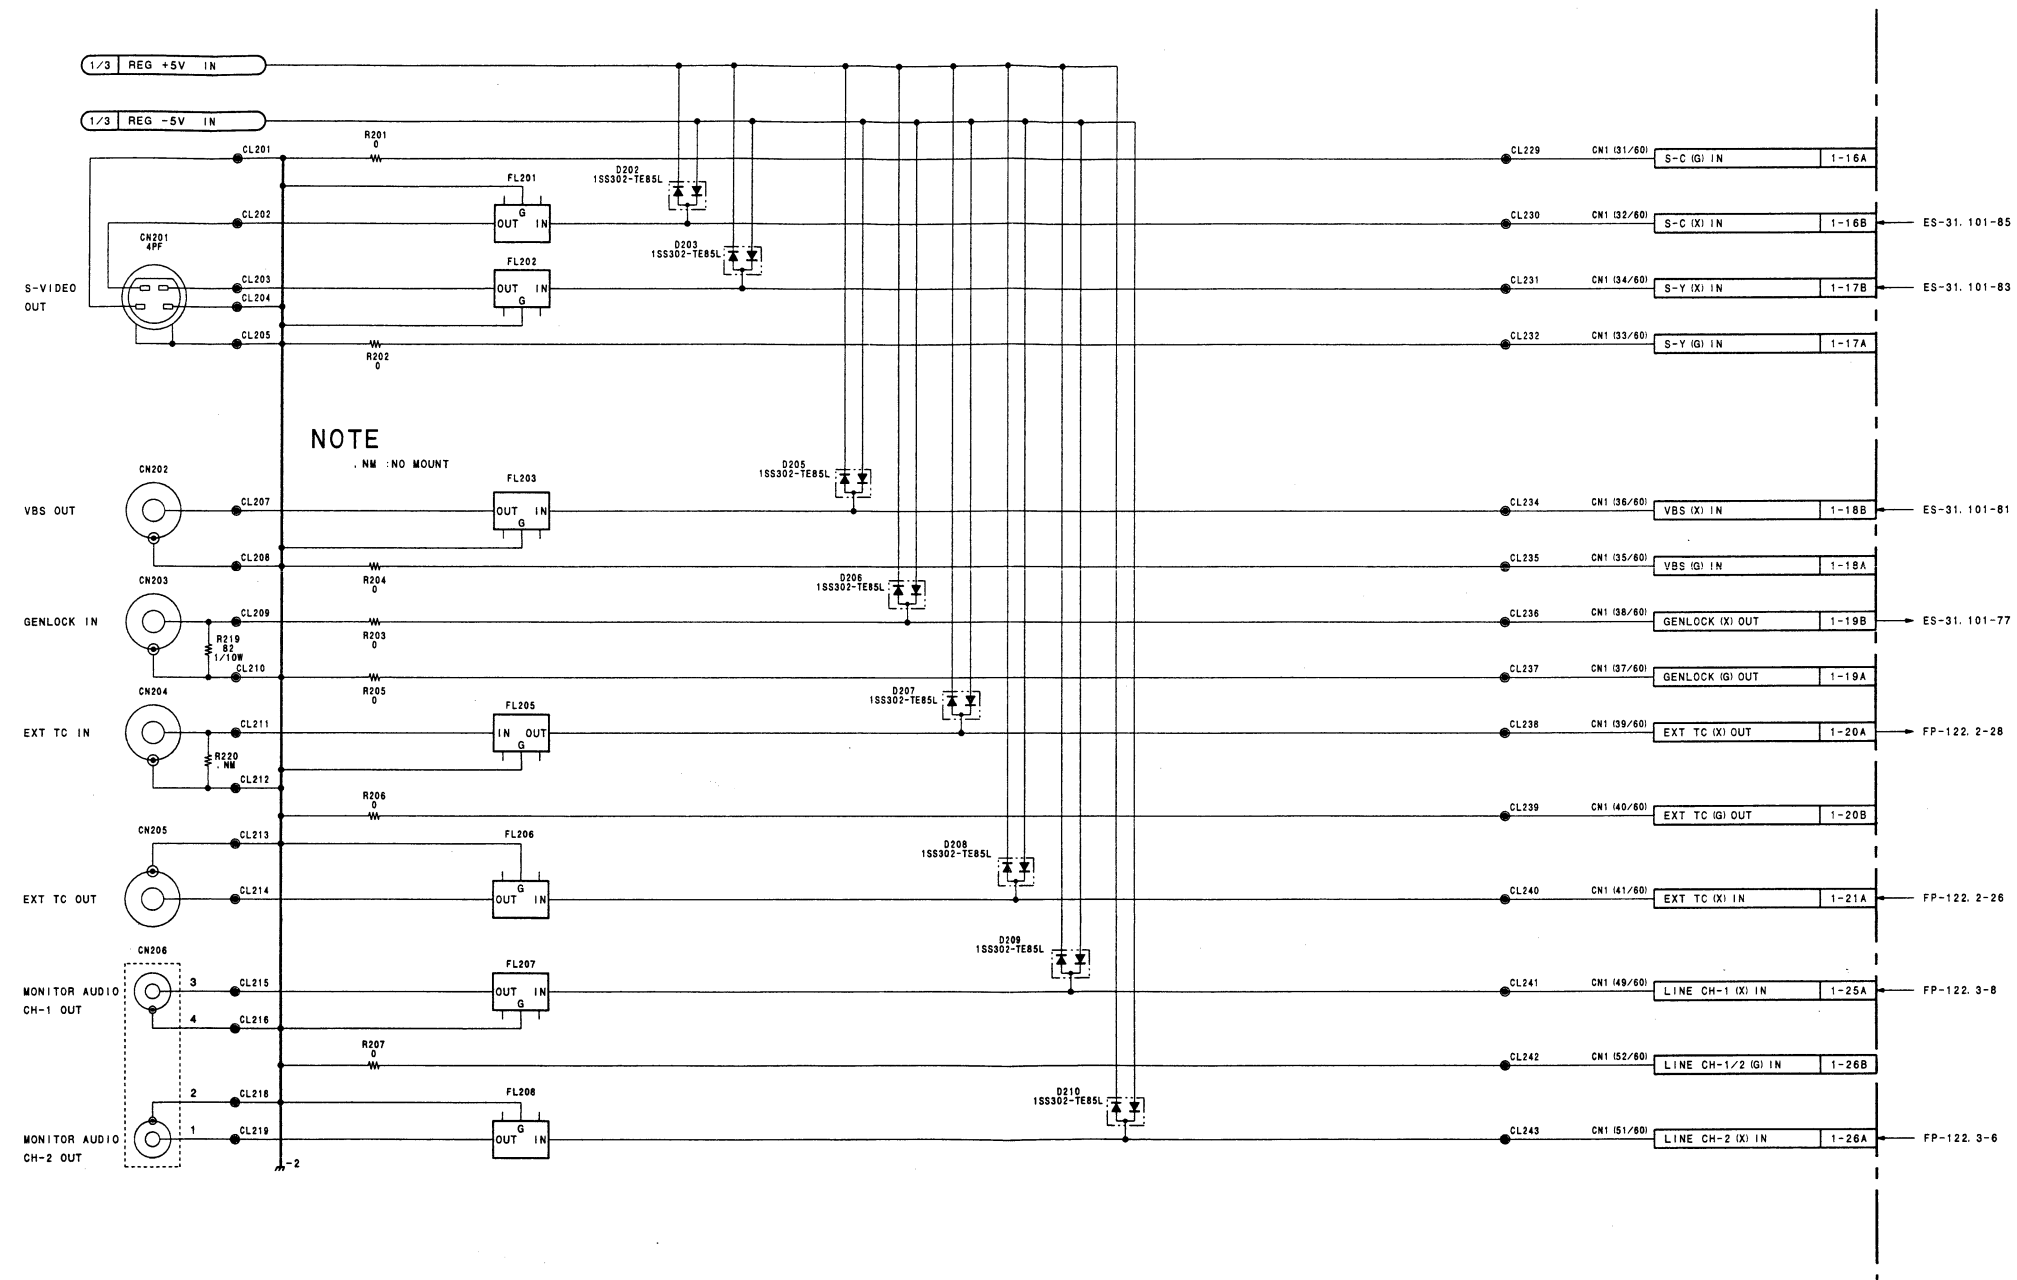 1/3 REG +5V IN
1/3 REG -5V IN
R201
0
CL201
CL229
CN1 (31/60)
S-C (G) IN 1-16A
D202
1SS302-TE85L
FL201
G
OUT IN
CL202
CL230
CN1 (32/60)
S-C (X) IN 1-16B
ES-31. 101-85
CN201
4PF
D203
1SS302-TE85L
FL202
OUT IN
G
S-VIDEO
OUT
CL203
CL204
CL231
CN1 (34/60)
S-Y (X) IN 1-17B
ES-31. 101-83
CL205
R202
0
CL232
CN1 (33/60)
S-Y (G) IN 1-17A
NOTE
. NM :NO MOUNT
CN202
VBS OUT
CL207
FL203
OUT IN
G
D205
1SS302-TE85L
CL234
CN1 (36/60)
VBS (X) IN 1-18B
ES-31. 101-81
CL208
R204
0
CL235
CN1 (35/60)
VBS (G) IN 1-18A
CN203
GENLOCK IN
CL209
R203
0
D206
1SS302-TE85L
CL236
CN1 (38/60)
GENLOCK (X) OUT 1-19B
ES-31. 101-77
R219
82
1/10W
CL210
R205
0
CL237
CN1 (37/60)
GENLOCK (G) OUT 1-19A
CN204
EXT TC IN
CL211
FL205
IN OUT
G
D207
1SS302-TE85L
CL238
CN1 (39/60)
EXT TC (X) OUT 1-20A
FP-122. 2-28
R220
. NM
CL212
R206
0
CL239
CN1 (40/60)
EXT TC (G) OUT 1-20B
CN205
CL213
FL206
G
OUT IN
D208
1SS302-TE85L
EXT TC OUT
CL214
CL240
CN1 (41/60)
EXT TC (X) IN 1-21A
FP-122. 2-26
CN206
MONITOR AUDIO
CH-1 OUT
3
CL215
4
CL216
FL207
OUT IN
G
D209
1SS302-TE85L
CL241
CN1 (49/60)
LINE CH-1 (X) IN 1-25A
FP-122. 3-8
R207
0
CL242
CN1 (52/60)
LINE CH-1/2 (G) IN 1-26B
2
CL218
1
CL219
FL208
G
OUT IN
D210
1SS302-TE85L
MONITOR AUDIO
CH-2 OUT
CL243
CN1 (51/60)
LINE CH-2 (X) IN 1-26A
FP-122. 3-6
-2